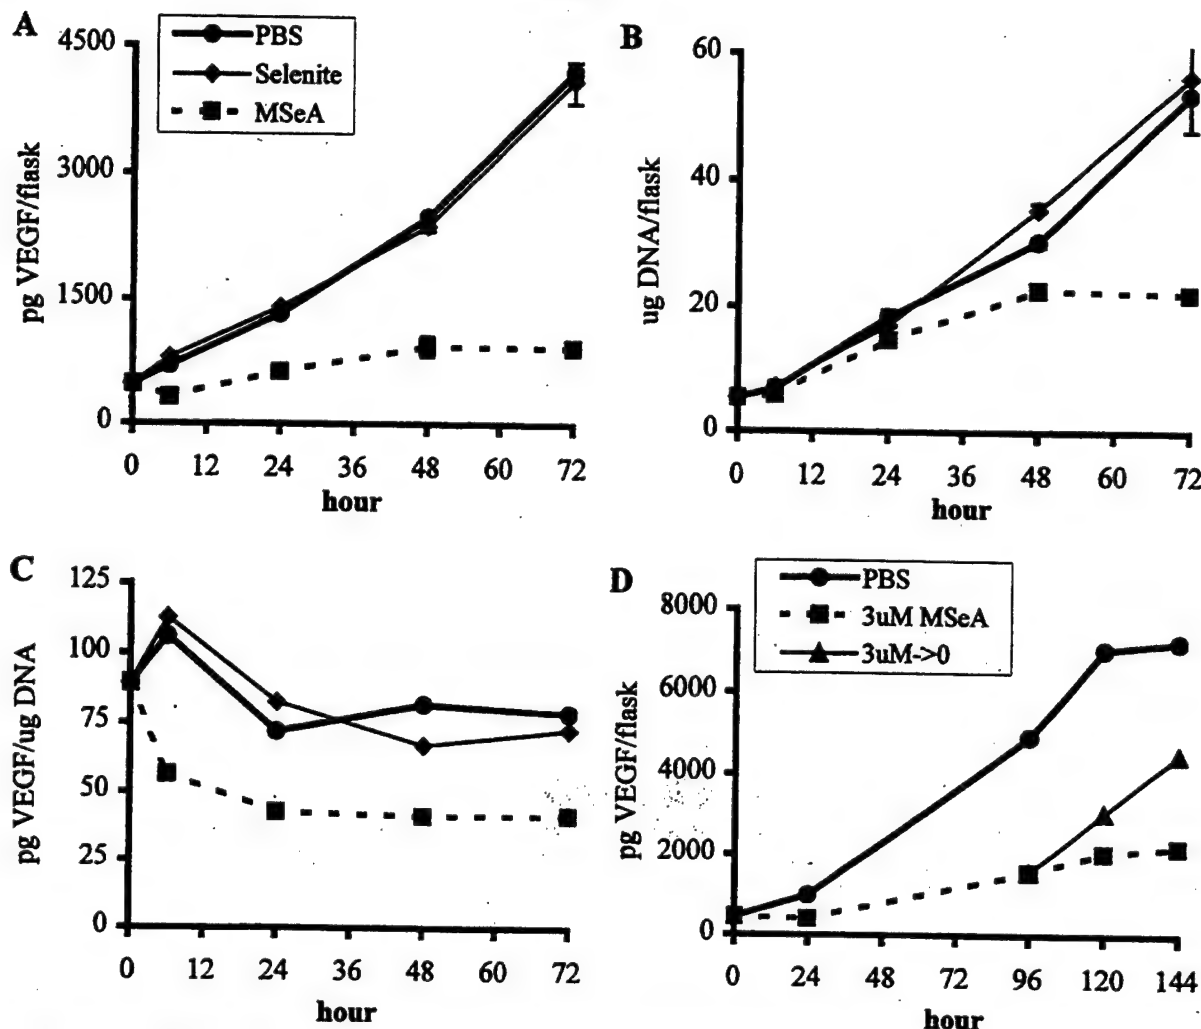 A
PBS
Selenite
MSeA
pg VEGF/flask
4500
3000
1500
0
0 12 24 36 48 60 72
hour
B
ug DNA/flask
60
40
20
0
0 12 24 36 48 60 72
hour
C
pg VEGF/ug DNA
125
100
75
50
25
0
0 12 24 36 48 60 72
hour
D
PBS
3uM MSeA
3uM->0
pg VEGF/flask
8000
6000
4000
2000
0
0 24 48 72 96 120 144
hour